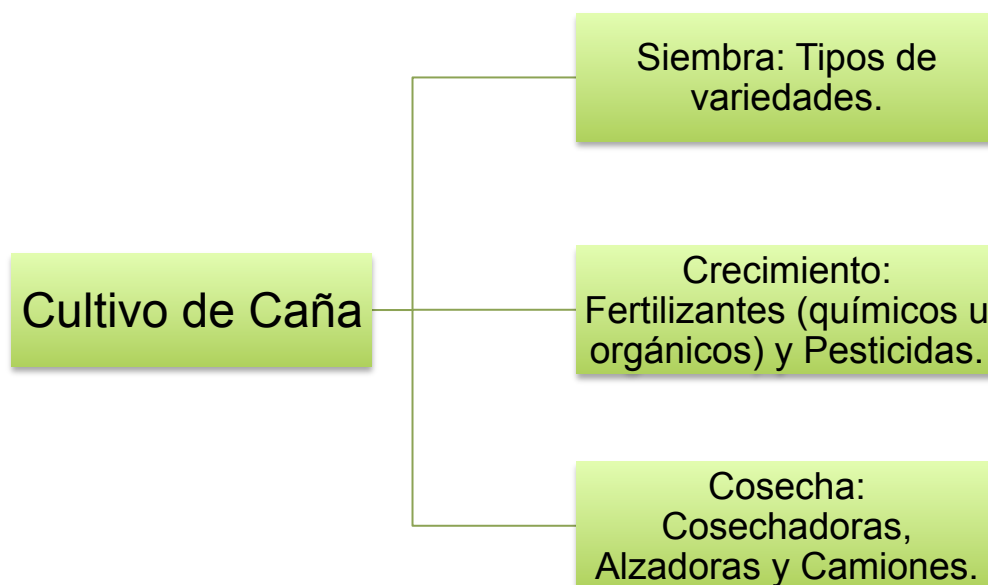 Siembra: Tipos de
variedades.
Cultivo de Caña
Crecimiento:
Fertilizantes (químicos u
orgánicos) y Pesticidas.
Cosecha:
Cosechadoras,
Alzadoras y Camiones.